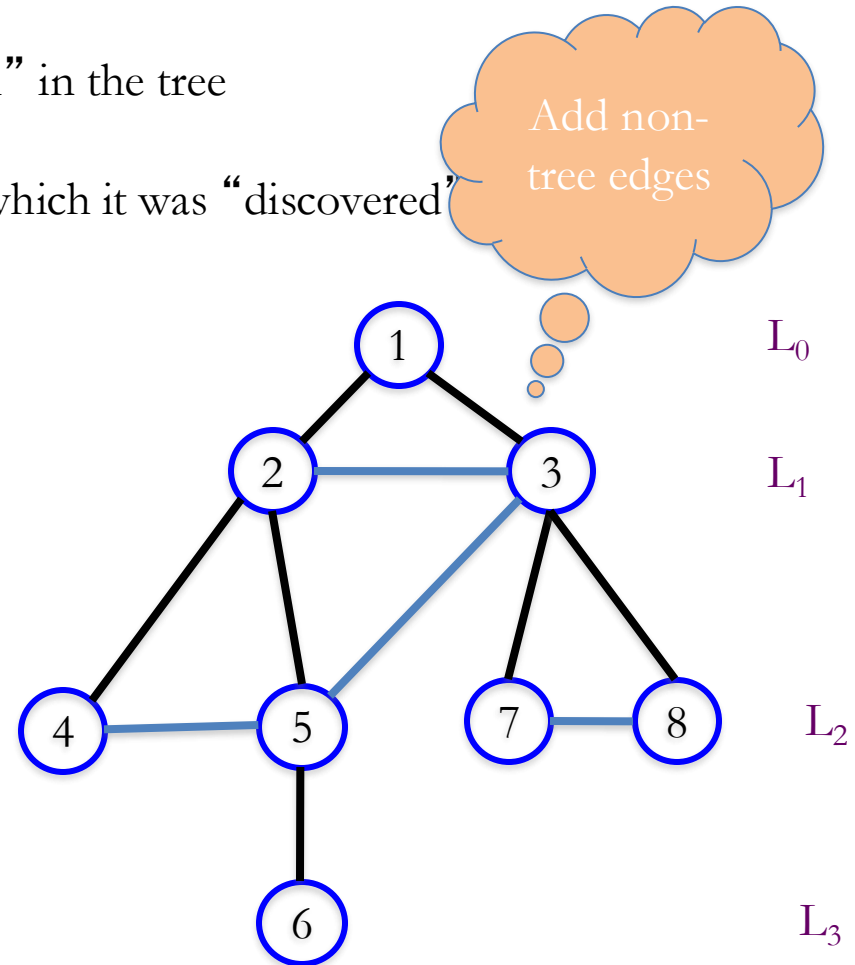 ” in the tree
which it was “discovered”
Add non-
tree edges
1
L₀
2
3
L₁
4
5
7
8
L₂
6
L₃